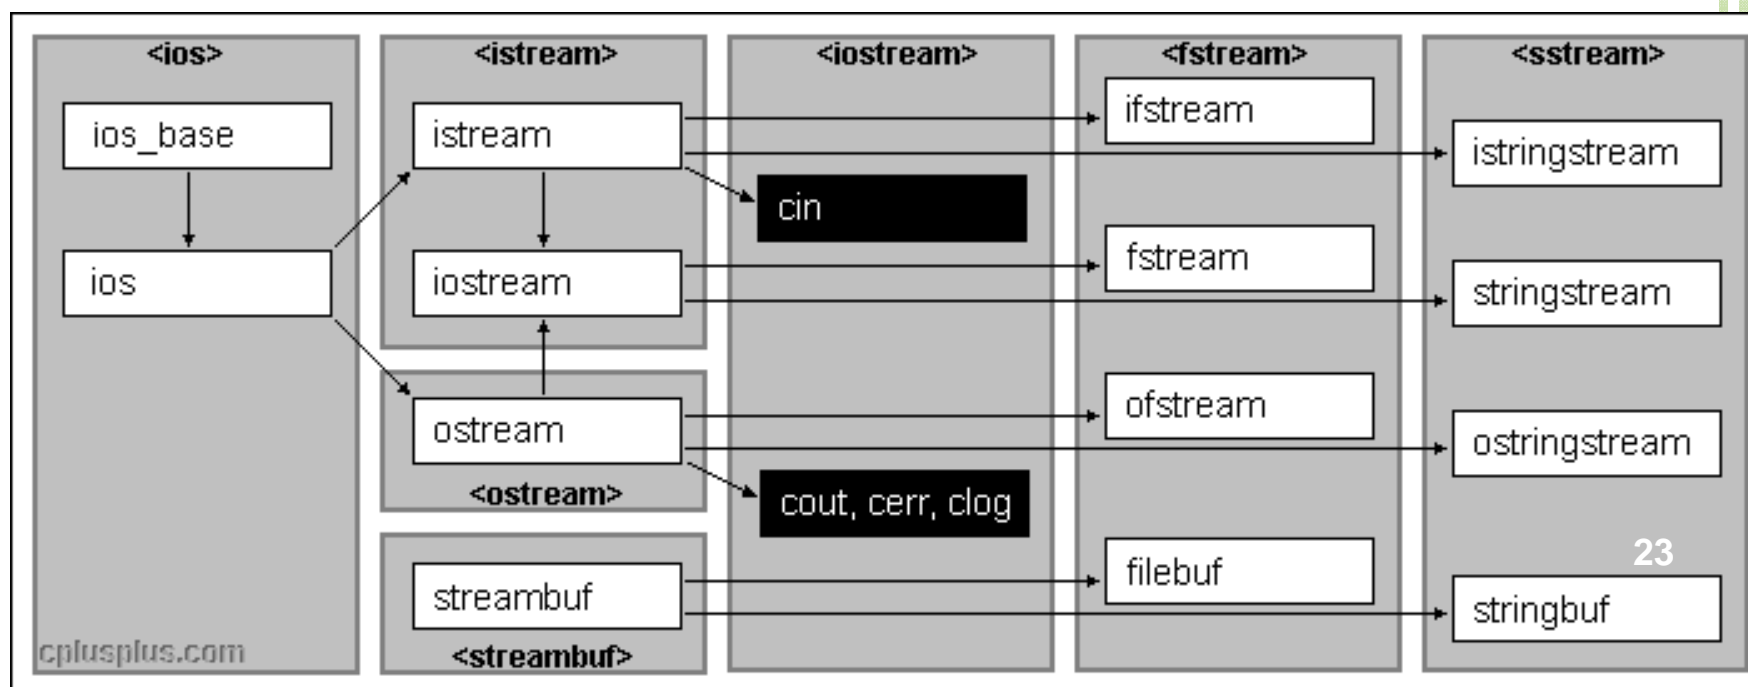 <ios>
ios_base
ios
cplusplus.com
<istream>
istream
iostream
ostream
<ostream>
streambuf
<streambuf>
<iostream>
cin
cout, cerr, clog
<fstream>
ifstream
fstream
ofstream
filebuf
<sstream>
istringstream
stringstream
ostringstream
23
stringbuf